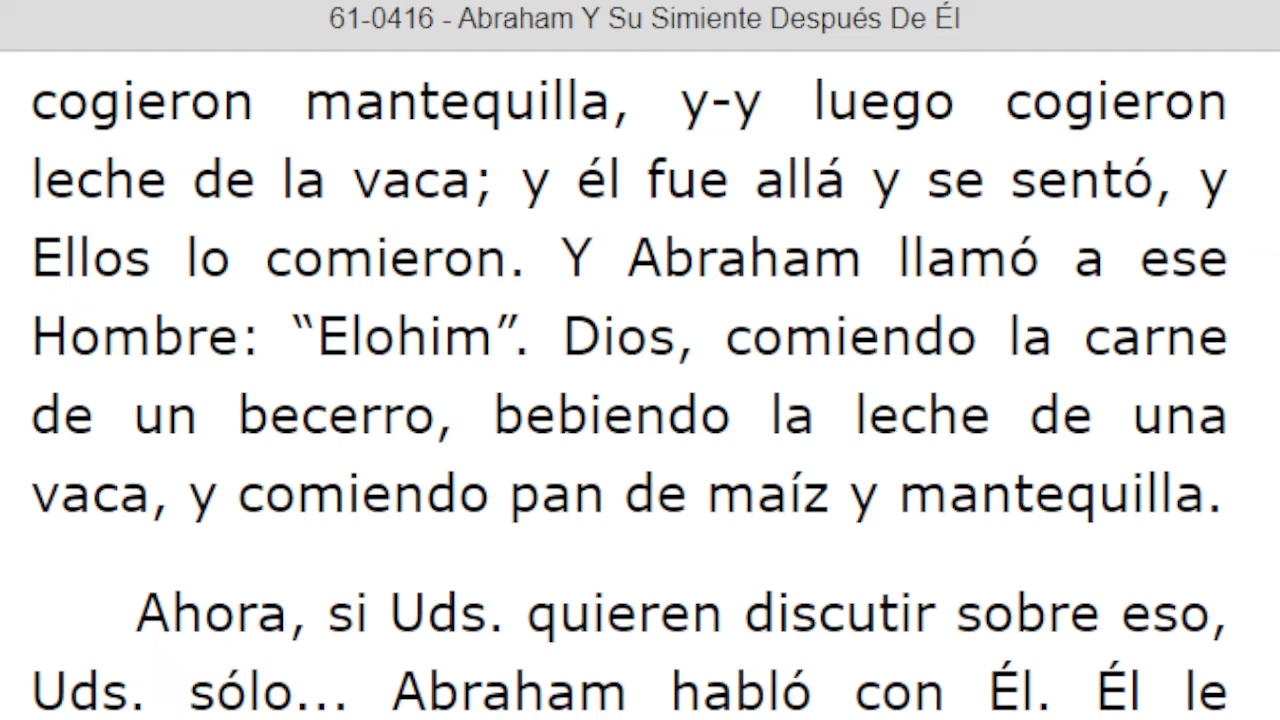 61-0416 - Abraham Y Su Simiente Después De Él
cogieron mantequilla, y-y luego cogieron
leche de la vaca; y él fue allá y se sentó, y
Ellos lo comieron. Y Abraham llamó a ese
Hombre: “Elohim”. Dios, comiendo la carne
de un becerro, bebiendo la leche de una
vaca, y comiendo pan de maíz y mantequilla.
Ahora, si Uds. quieren discutir sobre eso,
Uds. sólo... Abraham habló con Él. Él le